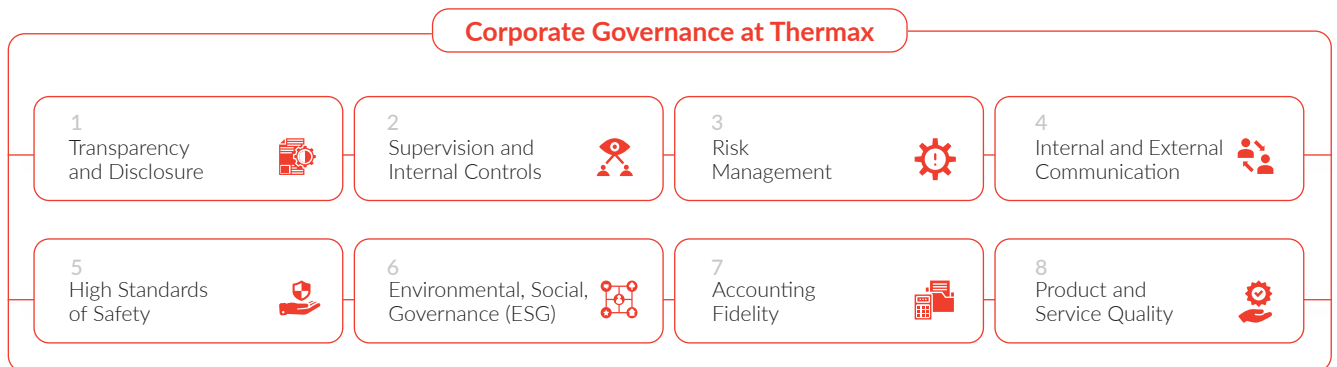 Corporate Governance at Thermax
1
Transparency
and Disclosure
2
Supervision and
Internal Controls
3
Risk
Management
4
Internal and External
Communication
5
High Standards
of Safety
6
Environmental, Social,
Governance (ESG)
7
Accounting
Fidelity
8
Product and
Service Quality